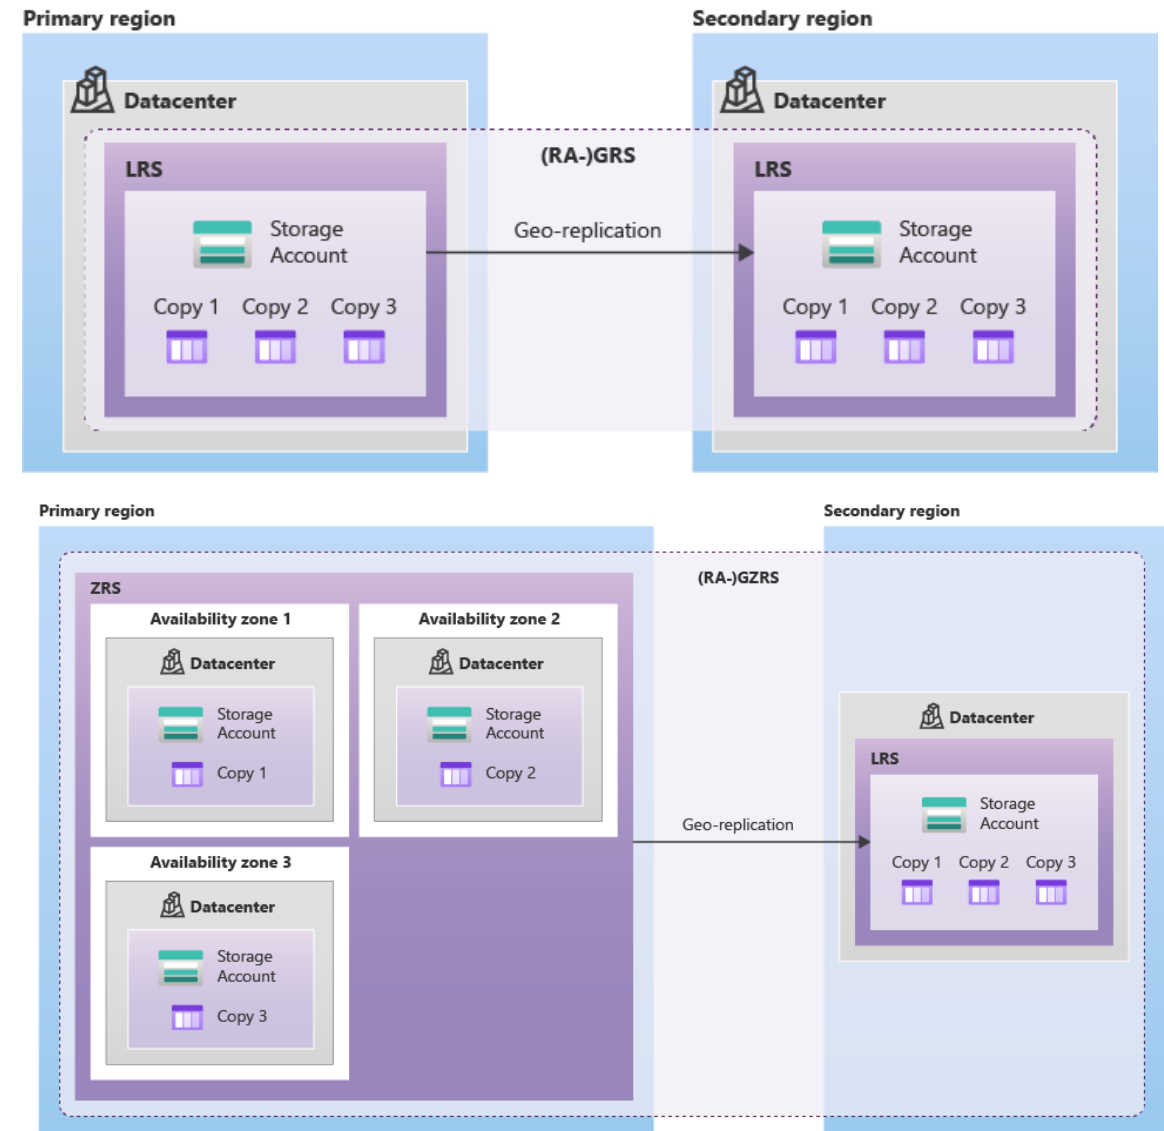 Primary region
Secondary region
Datacenter
Datacenter
(RA-)GRS
LRS
LRS
Storage
Account
Geo-replication
Storage
Account
Copy 1 Copy 2 Copy 3
Copy 1 Copy 2 Copy 3
Primary region
Secondary region
(RA-)GZRS
ZRS
Availability zone 1
Datacenter
Storage
Account
Copy 1
Availability zone 2
Datacenter
Storage
Account
Copy 2
Availability zone 3
Datacenter
Storage
Account
Copy 3
Geo-replication
Datacenter
LRS
Storage
Account
Copy 1 Copy 2 Copy 3